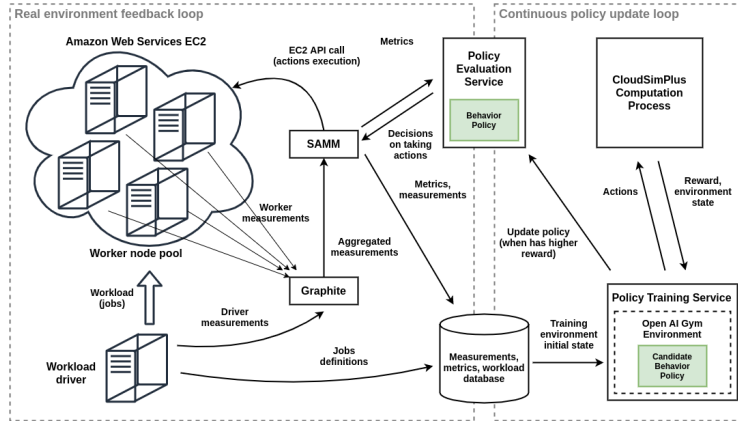 Real environment feedback loop
Continuous policy update loop
Amazon Web Services EC2
EC2 API call
(actions execution)
Metrics
Policy
Evaluation
Service
Behavior
Policy
CloudSimPlus
Computation
Process
SAMM
Decisions
on taking
actions
Metrics,
measurements
Actions
Reward,
environment
state
Worker
measurements
Update policy
(when has higher
reward)
Worker node pool
Aggregated
measurements
Graphite
Workload
(jobs)
Driver
measurements
Policy Training Service
Open AI Gym
Environment
Candidate
Behavior
Policy
Training
environment
initial state
Jobs
definitions
Measurements,
metrics, workload
database
Workload
driver